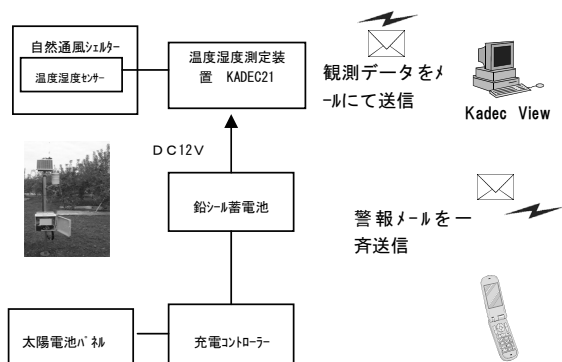 自然通風ｼｪﾙﾀｰ
温度湿度ｾﾝｻｰ
温度湿度測定装
置 KADEC21
観測データをﾒ
ｰﾙにて送信
Kadec View
ＤＣ12Ｖ
鉛ｼｰﾙ蓄電池
警報ﾒｰﾙを一
斉送信
太陽電池ﾊﾟﾈﾙ
充電ｺﾝﾄﾛｰﾗｰ